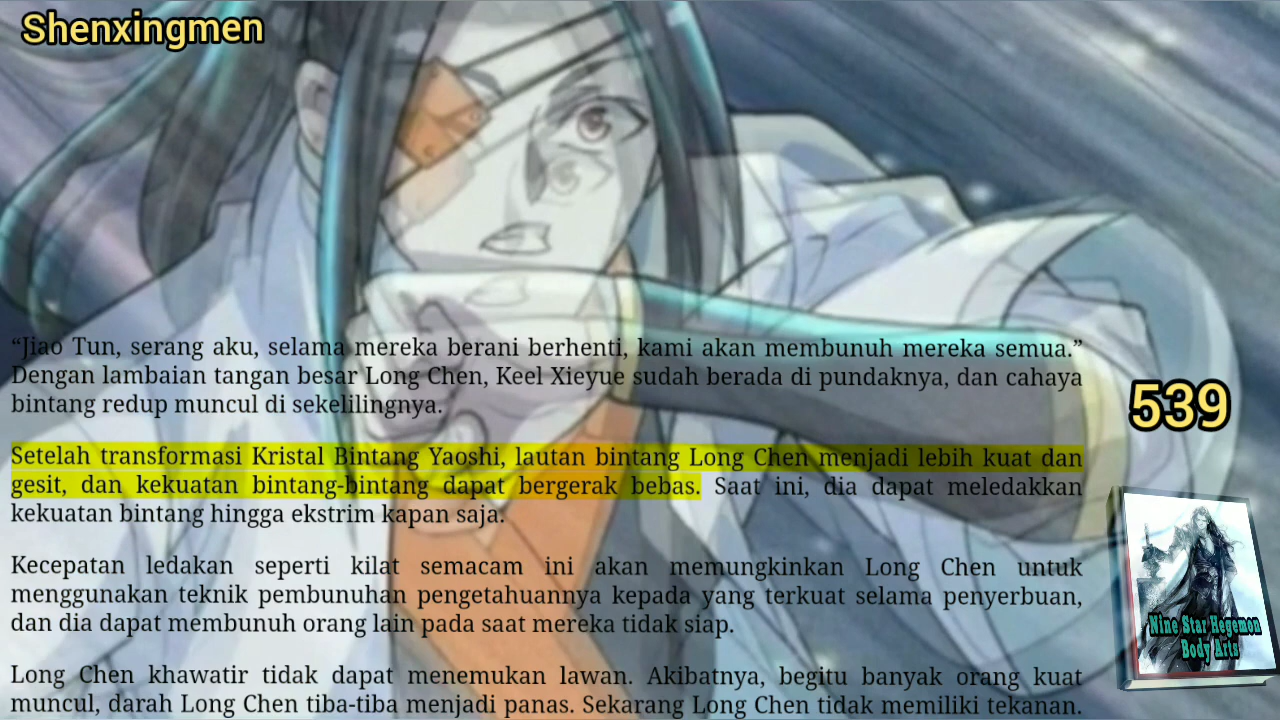 Shenxingmen
“Jiao Tun, serang aku, selama mereka berani berhenti, kami akan membunuh mereka semua.”
Dengan lambaian tangan besar Long Chen, Keel Xieyue sudah berada di pundaknya, dan cahaya
bintang redup muncul di sekelilingnya.
539
Setelah transformasi Kristal Bintang Yaoshi, lautan bintang Long Chen menjadi lebih kuat dan
gesit, dan kekuatan bintang-bintang dapat bergerak bebas. Saat ini, dia dapat meledakkan
kekuatan bintang hingga ekstrim kapan saja.
Kecepatan ledakan seperti kilat semacam ini akan memungkinkan Long Chen untuk
menggunakan teknik pembunuhan pengetahuannya kepada yang terkuat selama penyerbuan,
dan dia dapat membunuh orang lain pada saat mereka tidak siap.
Nine Star Hegemon
Body Arts
Long Chen khawatir tidak dapat menemukan lawan. Akibatnya, begitu banyak orang kuat
muncul, darah Long Chen tiba-tiba menjadi panas. Sekarang Long Chen tidak memiliki tekanan.